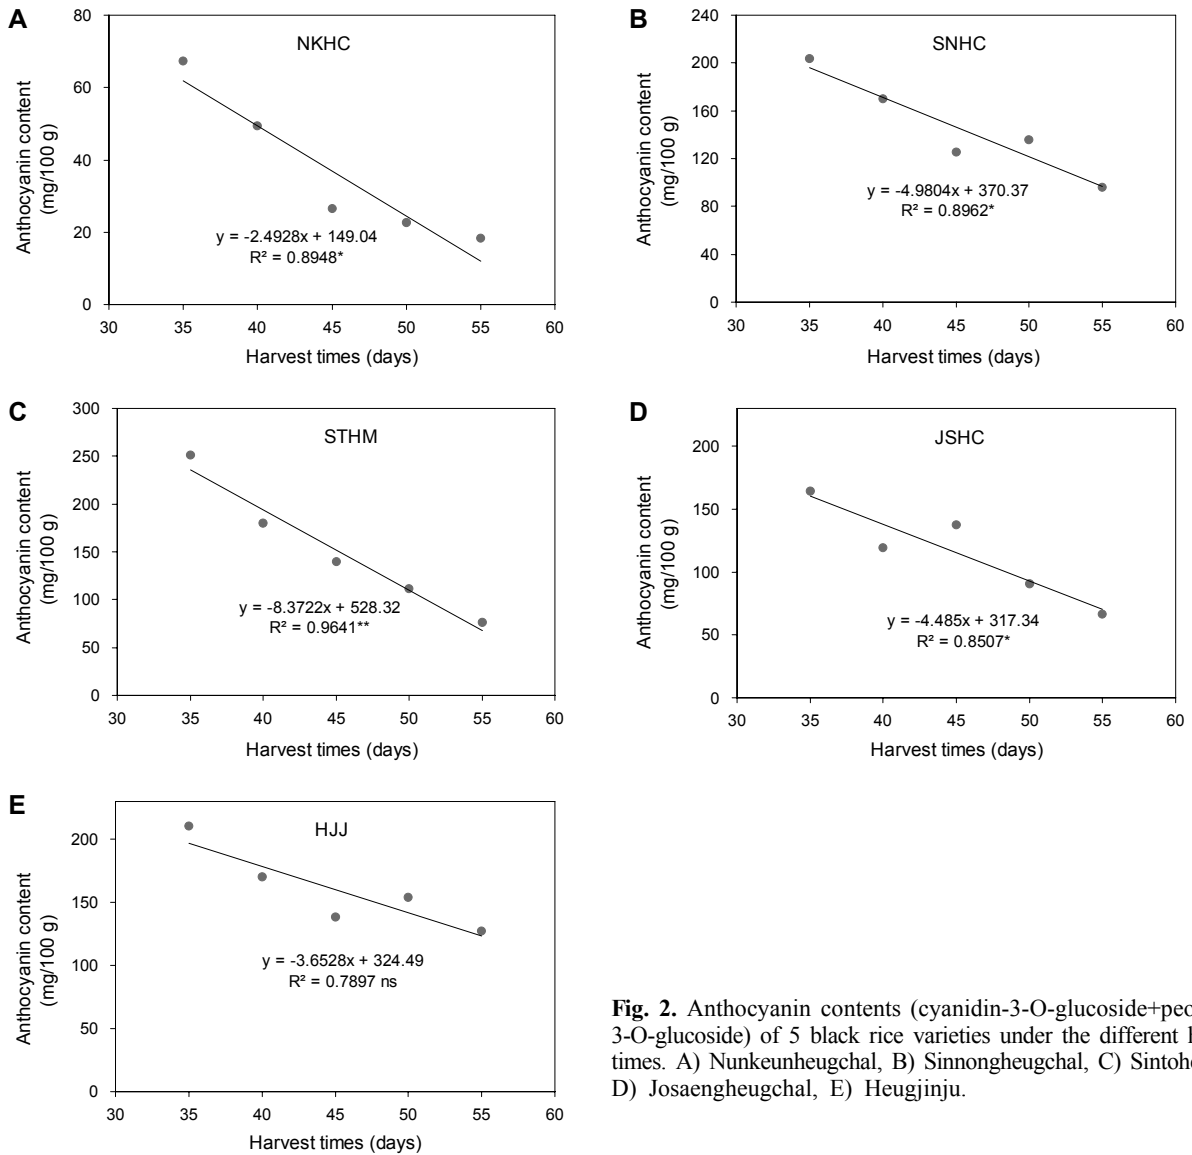 A
NKHC
80
60
40
20
0
Anthocyanin content
(mg/100 g)
y = -2.4928x + 149.04
R² = 0.8948*
30 35 40 45 50 55 60
Harvest times (days)
B
SNHC
240
200
160
120
80
40
0
Anthocyanin content
(mg/100 g)
y = -4.9804x + 370.37
R² = 0.8962*
30 35 40 45 50 55 60
Harvest times (days)
C
STHM
300
250
200
150
100
50
0
Anthocyanin content
(mg/100 g)
y = -8.3722x + 528.32
R² = 0.9641**
30 35 40 45 50 55 60
Harvest times (days)
D
JSHC
200
150
100
50
0
Anthocyanin content
(mg/100 g)
y = -4.485x + 317.34
R² = 0.8507*
30 35 40 45 50 55 60
Harvest times (days)
E
HJJ
200
150
100
50
0
Anthocyanin content
(mg/100 g)
y = -3.6528x + 324.49
R² = 0.7897 ns
30 35 40 45 50 55 60
Harvest times (days)
Fig. 2. Anthocyanin contents (cyanidin-3-O-glucoside+peo
3-O-glucoside) of 5 black rice varieties under the different
times. A) Nunkeunheugchal, B) Sinnongheugchal, C) Sintoh
D) Josaengheugchal, E) Heugjinju.